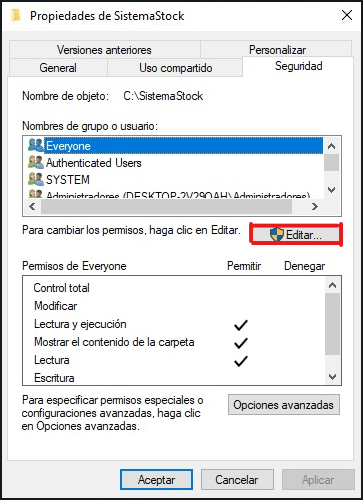 Propiedades de SistemaStock
Versiones anteriores
Personalizar
General
Uso compartido
Seguridad
Nombre de objeto: C:\SistemaStock
Nombres de grupo o usuario:
Everyone
Authenticated Users
SYSTEM
Administradores (DESKTOP-2V29OAH\Administradores)
Para cambiar los permisos, haga clic en Editar.
Editar...
Permisos de Everyone
Permitir
Denegar
Control total
Modificar
Lectura y ejecución
Mostrar el contenido de la carpeta
Lectura
Escritura
Para especificar permisos especiales o
configuraciones avanzadas, haga clic
en Opciones avanzadas.
Opciones avanzadas
Aceptar
Cancelar
Aplicar